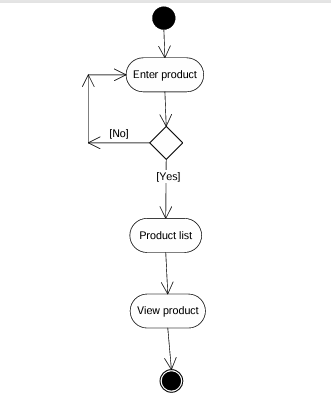 Enter product
[No]
[Yes]
Product list
View product